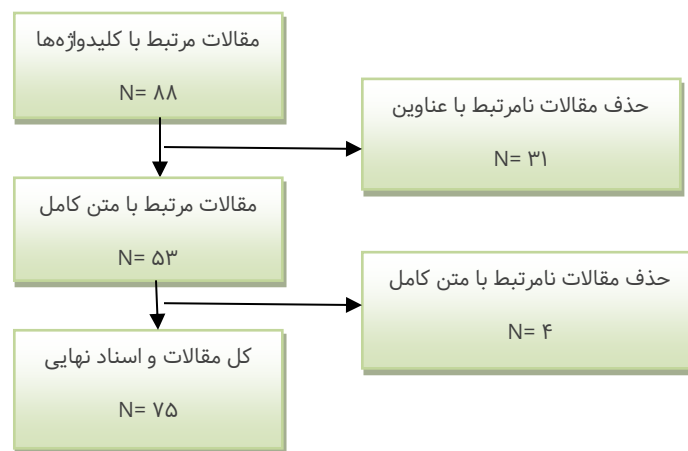 مقالات مرتبط با کلیدواژه‌ها
N= ۸۸
حذف مقالات نامرتبط با عناوین
N= ۳۱
مقالات مرتبط با متن کامل
N= ۵۳
حذف مقالات نامرتبط با متن کامل
N= ۴
کل مقالات و اسناد نهایی
N= ۷۵